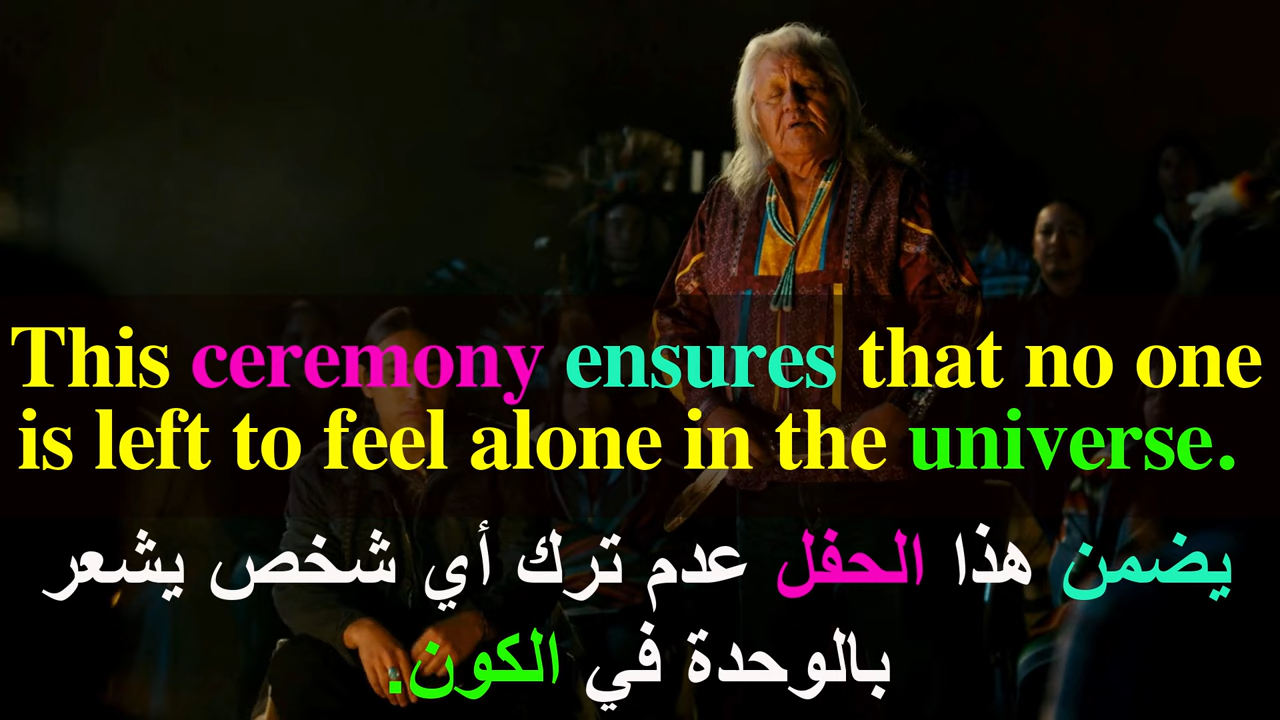 This ceremony ensures that no one
is left to feel alone in the universe.
يضمن هذا الحفل عدم ترك أي شخص يشعر
بالوحدة في الكون.